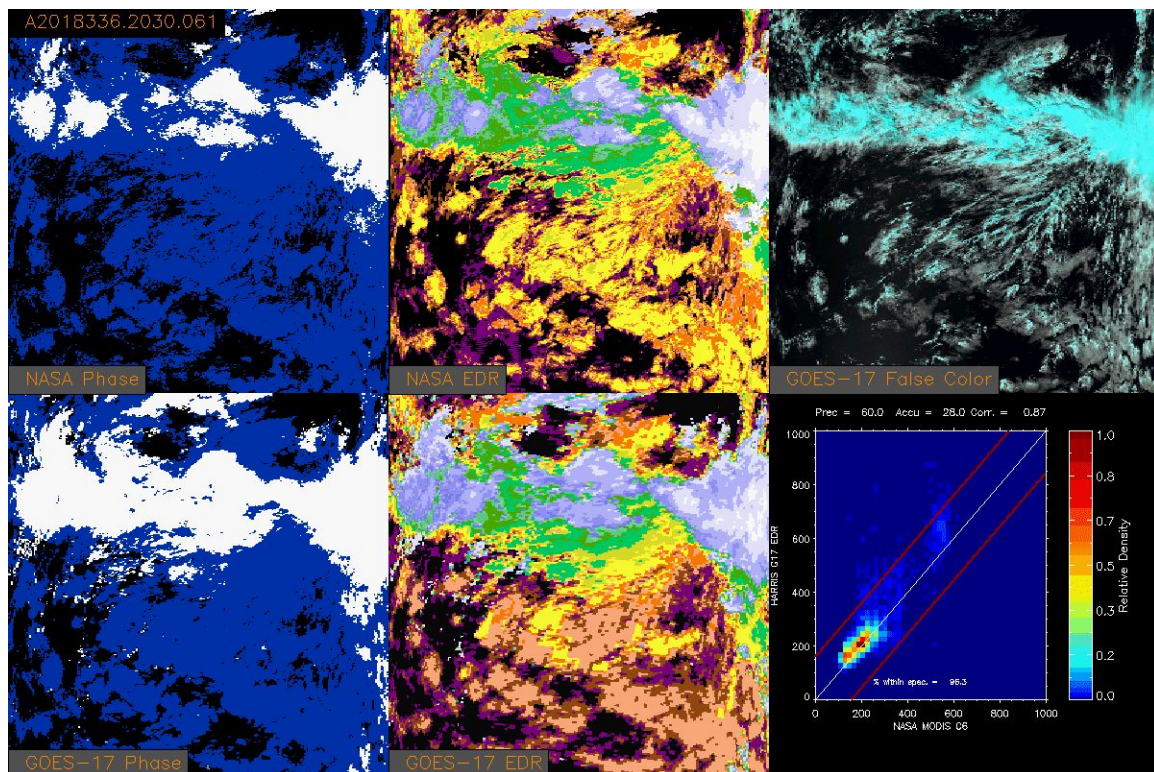 A2018336.2030.061
NASA Phase
NASA EDR
GOES-17 False Color
GOES-17 Phase
GOES-17 EDR
Prec = 60.0 Accu = 28.0 Corr. = 0.87
1000
800
600
400
200
0
HARRIS G17 EDR
% within spec. = 96.3
0 200 400 600 800 1000
NASA MODIS C6
1.0
0.8
0.7
0.5
0.3
0.2
0.0
Relative Density